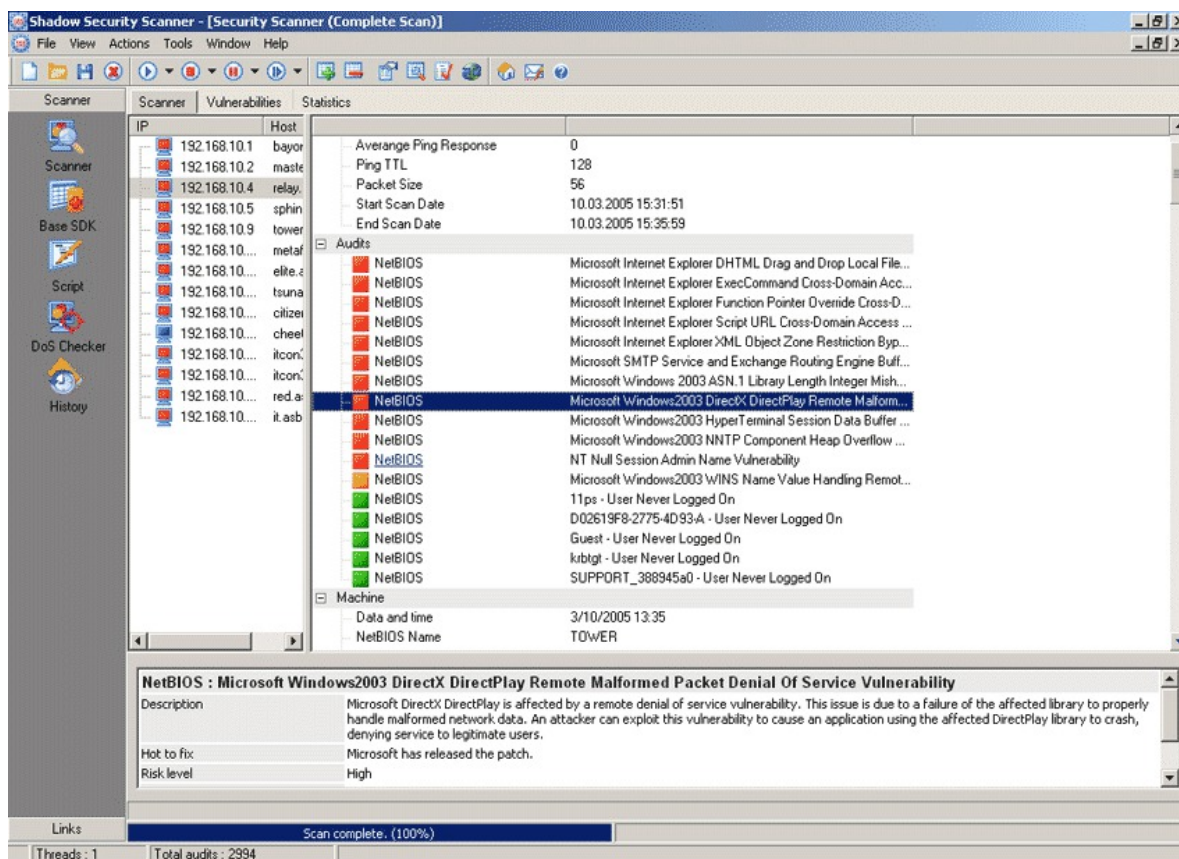 Shadow Security Scanner - [Security Scanner (Complete Scan)]
File View Actions Tools Window Help
Scanner
Scanner Vulnerabilities Statistics
Scanner
Base SDK
Script
DoS Checker
History
Links
IP Host
192.168.10.1 bayor
192.168.10.2 maste
192.168.10.4 relay.
192.168.10.5 sphin
192.168.10.9 tower
192.168.10.... metaf
192.168.10.... elite.a
192.168.10.... tsuna
192.168.10.... citizer
192.168.10.... cheel
192.168.10.... itcon.
192.168.10.... itcon.
192.168.10.... red.a
192.168.10.... it.asb
Averange Ping Response 0
Ping TTL 128
Packet Size 56
Start Scan Date 10.03.2005 15:31:51
End Scan Date 10.03.2005 15:35:59
Audits
NetBIOS Microsoft Internet Explorer DHTML Drag and Drop Local File...
NetBIOS Microsoft Internet Explorer ExecCommand Cross-Domain Acc...
NetBIOS Microsoft Internet Explorer Function Pointer Override Cross-D...
NetBIOS Microsoft Internet Explorer Script URL Cross-Domain Access ...
NetBIOS Microsoft Internet Explorer XML Object Zone Restriction Byp...
NetBIOS Microsoft SMTP Service and Exchange Routing Engine Buff...
NetBIOS Microsoft Windows 2003 ASN.1 Library Length Integer Mish...
NetBIOS Microsoft Windows2003 DirectX DirectPlay Remote Malform...
NetBIOS Microsoft Windows2003 HyperTerminal Session Data Buffer ...
NetBIOS Microsoft Windows2003 NNTP Component Heap Overflow ...
NetBIOS NT Null Session Admin Name Vulnerability
NetBIOS Microsoft Windows2003 WINS Name Value Handling Remot...
NetBIOS 11ps - User Never Logged On
NetBIOS D02619F8-2775-4D93-A - User Never Logged On
NetBIOS Guest - User Never Logged On
NetBIOS krbtgt - User Never Logged On
NetBIOS SUPPORT_388945a0 - User Never Logged On
Machine
Data and time 3/10/2005 13:35
NetBIOS Name TOWER
NetBIOS : Microsoft Windows2003 DirectX DirectPlay Remote Malformed Packet Denial Of Service Vulnerability
Description Microsoft DirectX DirectPlay is affected by a remote denial of service vulnerability. This issue is due to a failure of the affected library to properly
handle malformed network data. An attacker can exploit this vulnerability to cause an application using the affected DirectPlay library to crash,
denying service to legitimate users.
Hot to fix Microsoft has released the patch.
Risk level High
Scan complete. (100%)
Threads : 1 Total audits : 2994